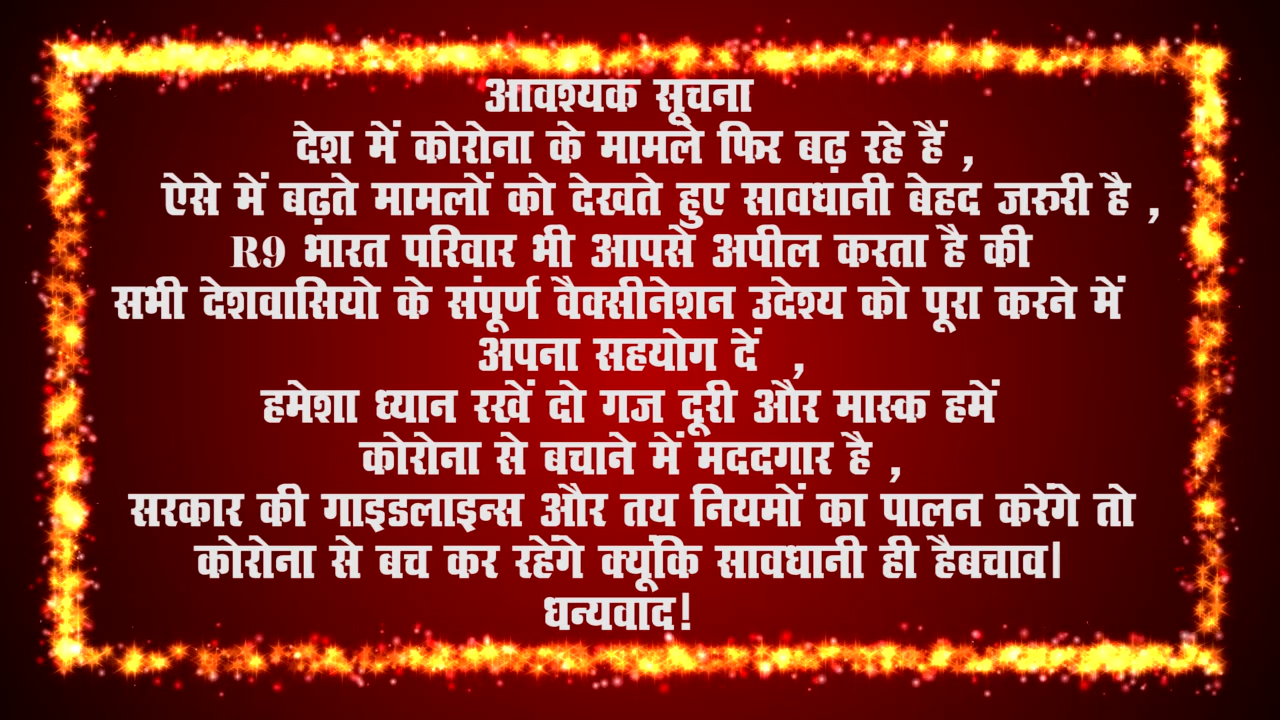 आवश्यक सूचना
देश में कोरोना के मामले फिर बढ़ रहे हैं ,
ऐसे में बढ़ते मामलों को देखते हुए सावधानी बेहद जरुरी है ,
R9 भारत परिवार भी आपसे अपील करता है की
सभी देशवासियो के संपूर्ण वैक्सीनेशन उदेश्य को पूरा करने में
अपना सहयोग दें ,
हमेशा ध्यान रखें दो गज दूरी और मास्क हमें
कोरोना से बचाने में मददगार है ,
सरकार की गाइडलाइन्स और तय नियमों का पालन करेंगे तो
कोरोना से बच कर रहेंगे क्यूंकि सावधानी ही हैबचाव|
धन्यवाद!